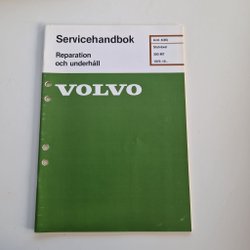 Servicehandbok
Reparation
och underhåll
VOLVO